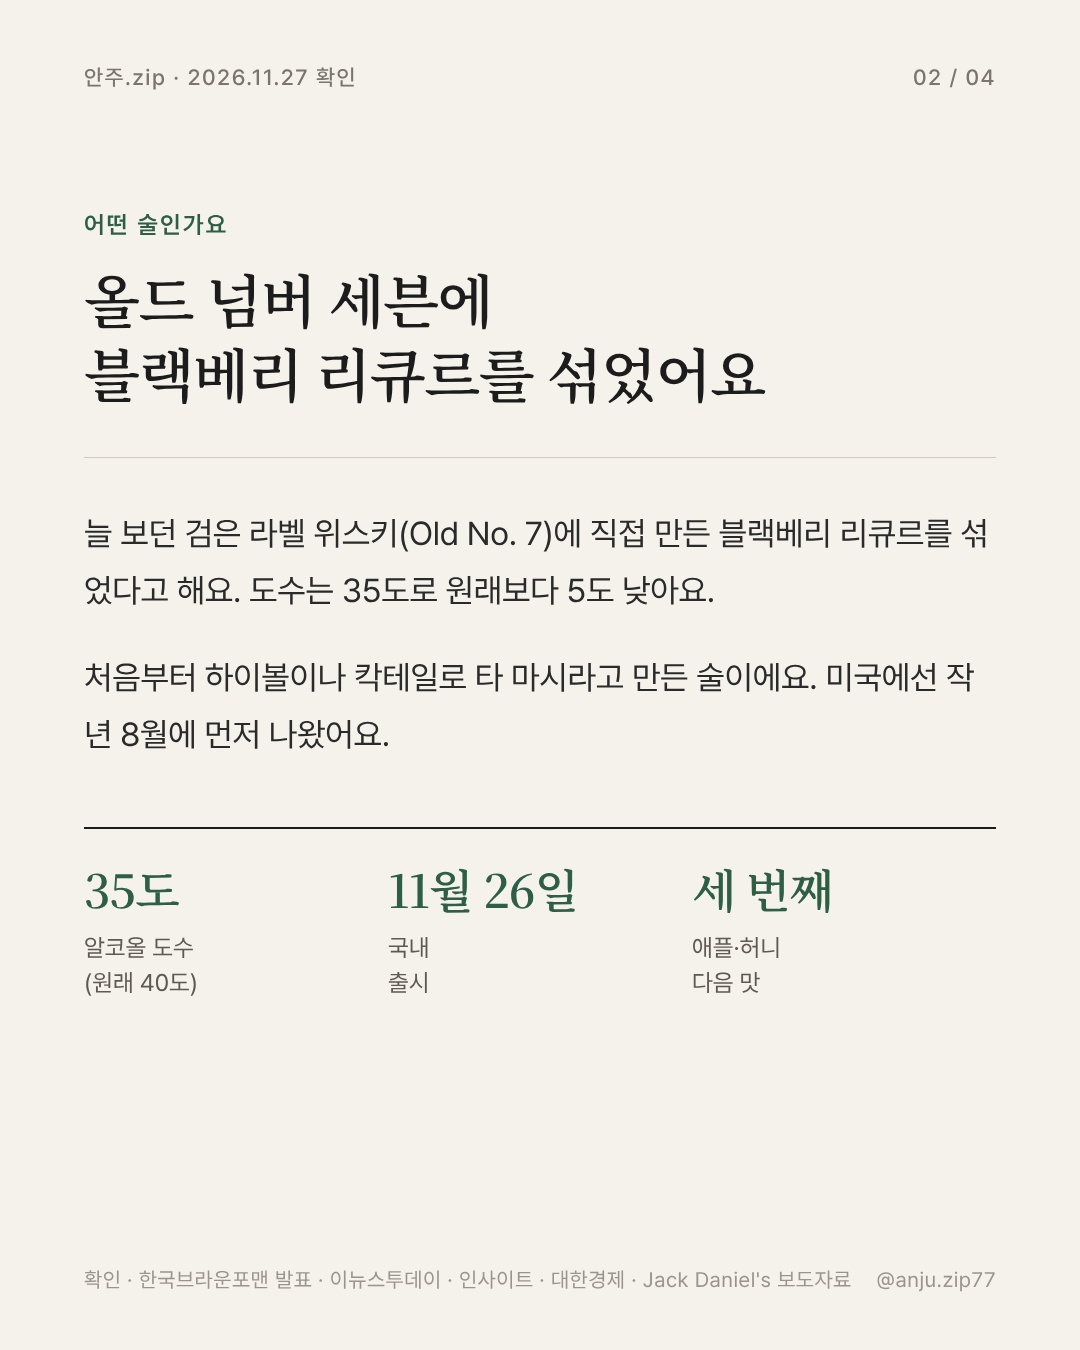 안주.zip · 2026.11.27 확인
02 / 04
어떤 술인가요
올드 넘버 세븐에
블랙베리 리큐르를 섞었어요
늘 보던 검은 라벨 위스키(Old No. 7)에 직접 만든 블랙베리 리큐르를 섞
었다고 해요. 도수는 35도로 원래보다 5도 낮아요.
처음부터 하이볼이나 칵테일로 타 마시라고 만든 술이에요. 미국에선 작
년 8월에 먼저 나왔어요.
35도
알코올 도수
(원래 40도)
11월 26일
국내
출시
세 번째
애플·허니
다음 맛
확인 · 한국브라운포맨 발표 · 이뉴스투데이 · 인사이트 · 대한경제 · Jack Daniel's 보도자료
@anju.zip77